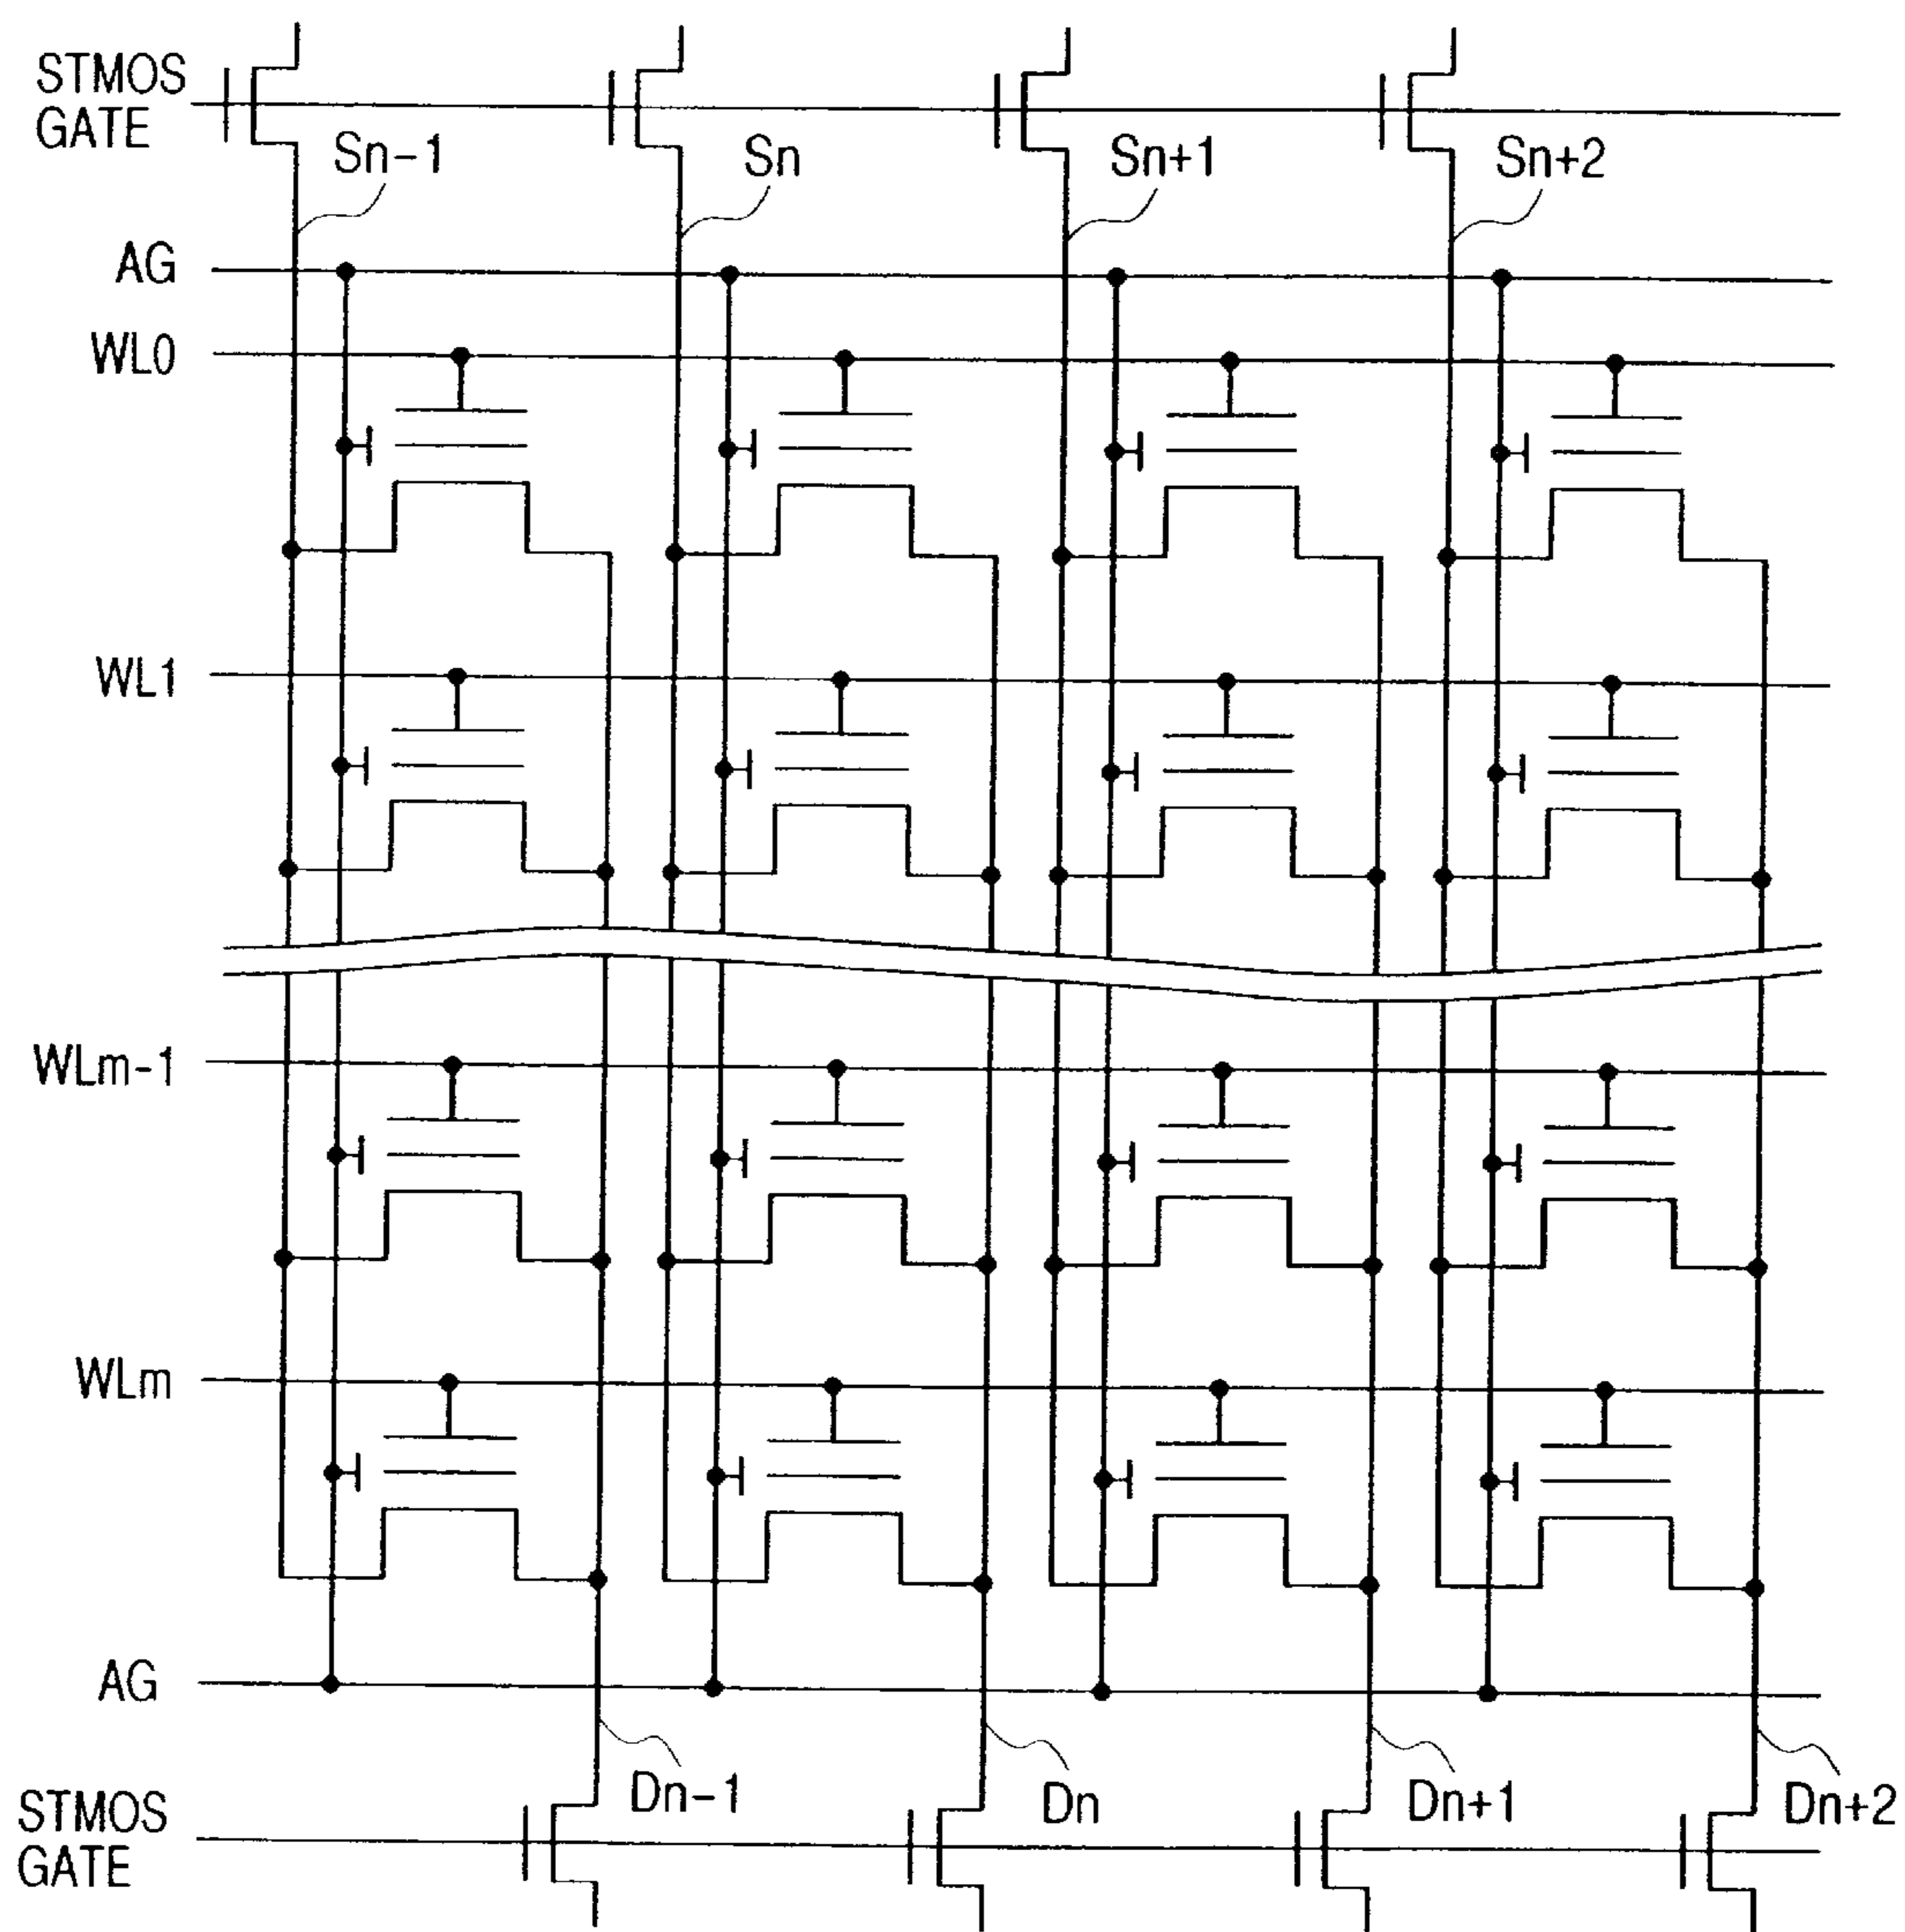 STMOS
GATE
Sn-1
Sn
Sn+1
Sn+2
AG
WL0
WL1
WLm-1
WLm
AG
Dn-1
Dn
Dn+1
Dn+2
STMOS
GATE